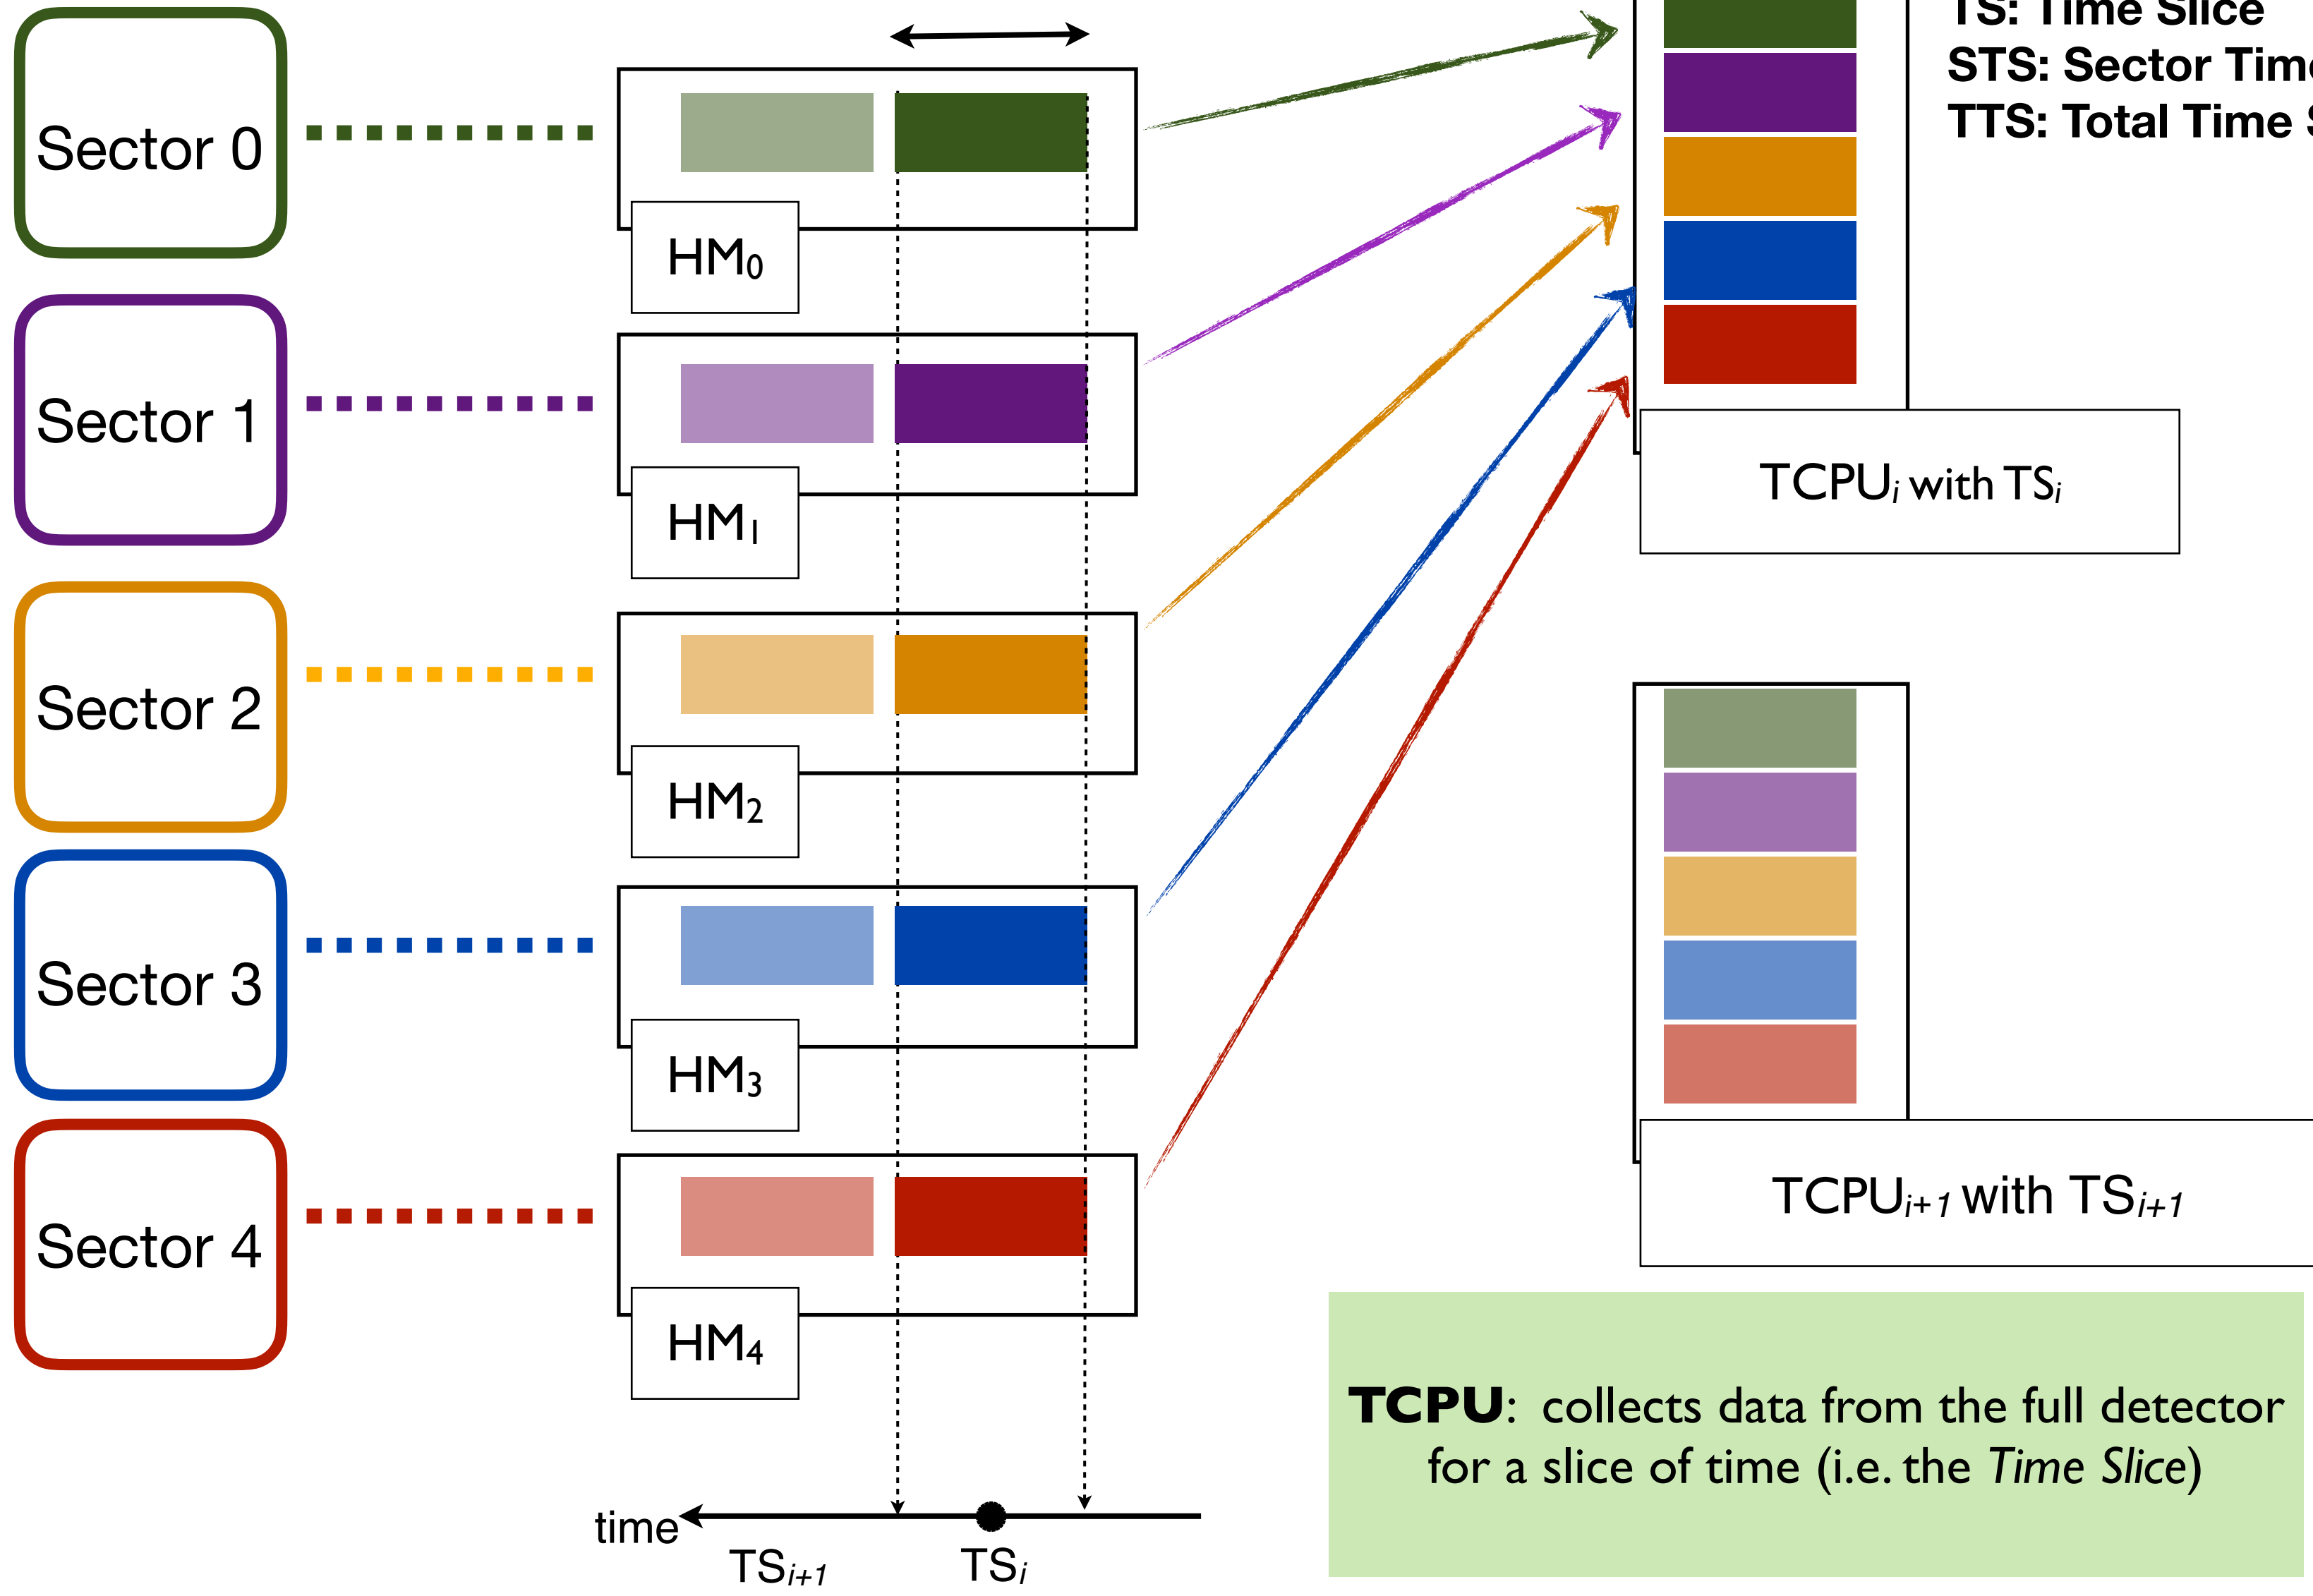 TS: Time Slice
STS: Sector Time
TTS: Total Time S
Sector 0
HM0
Sector 1
HM1
TCPUi with TSi
Sector 2
HM2
Sector 3
HM3
TCPUi+1 with TSi+1
Sector 4
HM4
TCPU: collects data from the full detector
for a slice of time (i.e. the Time Slice)
time
TSi+1
TSi